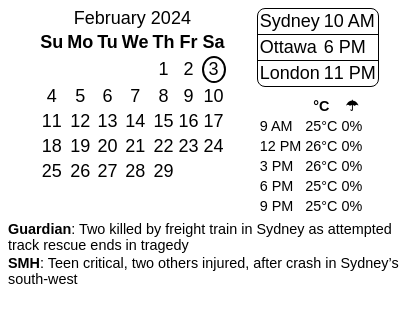 February 2024
Su Mo Tu We Th Fr Sa
1 2 3
4 5 6 7 8 9 10
11 12 13 14 15 16 17
18 19 20 21 22 23 24
25 26 27 28 29
Sydney 10 AM
Ottawa 6 PM
London 11 PM
°C ☂
9 AM 25°C 0%
12 PM 26°C 0%
3 PM 26°C 0%
6 PM 25°C 0%
9 PM 25°C 0%
Guardian: Two killed by freight train in Sydney as attempted
track rescue ends in tragedy
SMH: Teen critical, two others injured, after crash in Sydney’s
south-west